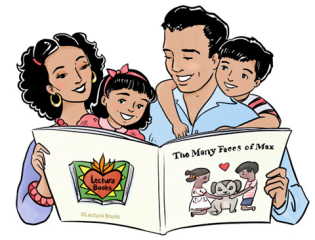 Lectura
Books
©Lectura Books
The Many Faces of Max